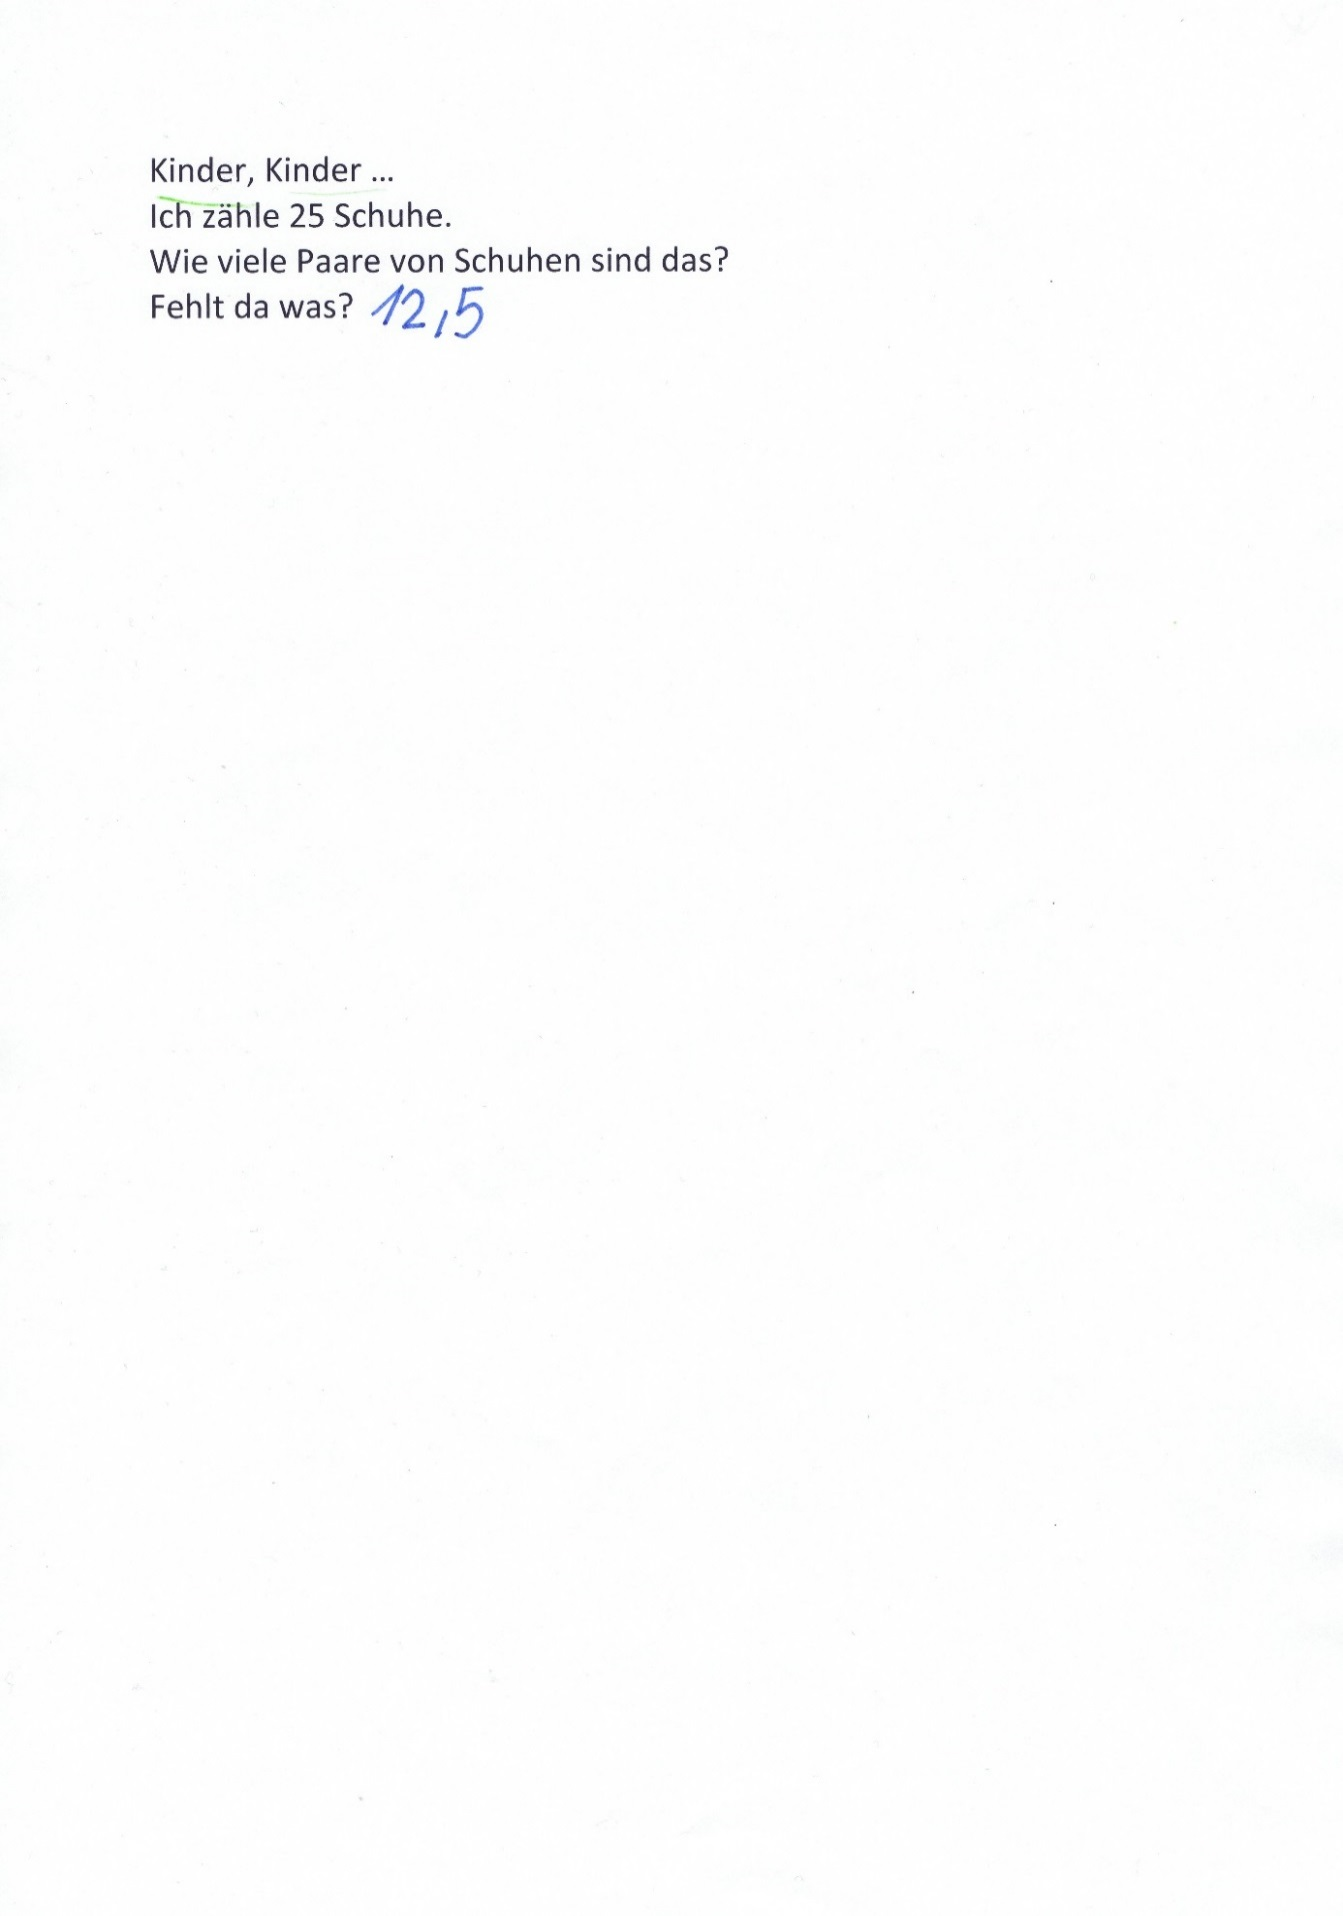 Kinder, Kinder ...
Ich zähle 25 Schuhe.
Wie viele Paare von Schuhen sind das?
Fehlt da was? 12,5